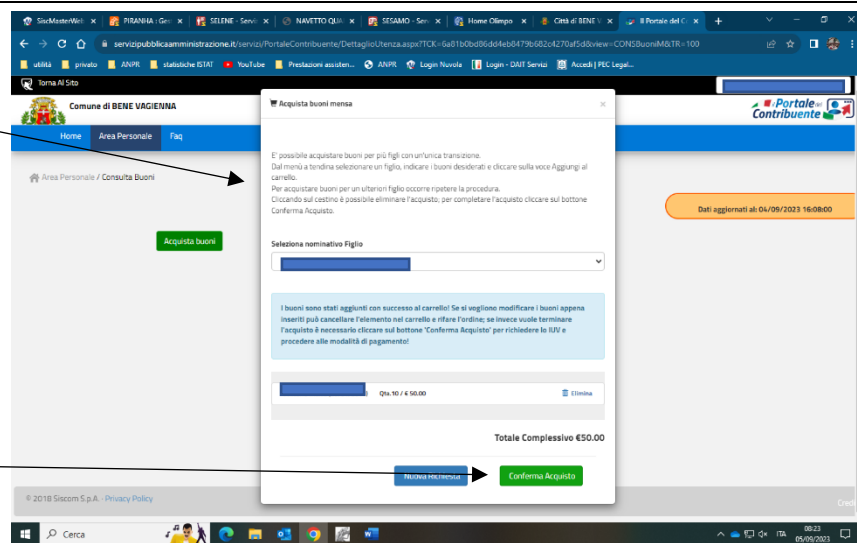 SiscMasterWeb
PIRANHA : Ges
SELENE - Serviz
NAVETTO QUA
SESAMO - Serv
Home Olimpo
Città di BENE V
Il Portale del C
servizipubblicaamministrazione.it/servizi/PortaleContribuente/DettaglioUtenza.aspx?TCK=6a81b0bd86dd4eb8479b682c4270af5d&view=CONSBuoniM&TR=100
utilità
privato
ANPR
statistiche ISTAT
YouTube
Prestazioni assisten...
ANPR
Login Nuvola
Login - DAIT Servizi
Accedi | PEC Legal...
Torna Al Sito
Comune di BENE VAGIENNA
Portale del Contribuente
Home Area Personale Faq
Area Personale / Consulta Buoni
Dati aggiornati al: 04/09/2023 16:08:00
Acquista buoni
Acquista buoni mensa ×
E' possibile acquistare buoni per più figli con un'unica transizione.
Dal menù a tendina selezionare un figlio, indicare i buoni desiderati e cliccare sulla voce Aggiungi al
carrello.
Per acquistare buoni per un ulteriori figlio occorre ripetere la procedura.
Cliccando sul cestino è possibile eliminare l'acquisto, per completare l'acquisto cliccare sul bottone
Conferma Acquisto.
Seleziona nominativo Figlio
I buoni sono stati aggiunti con successo al carrello! Se si vogliono modificare i buoni appena
inseriti può cancellare l'elemento nel carrello e rifare l'ordine; se invece vuole terminare
l'acquisto è necessario cliccare sul bottone 'Conferma Acquisto' per richiedere lo IUV e
procedere alle modalità di pagamento!
Qta.10 / € 50.00 Elimina
Totale Complessivo €50.00
Nuova Richiesta Conferma Acquisto
© 2018 Siscom S.p.A. - Privacy Policy
Credi
Cerca
ITA
08:23
05/09/2023